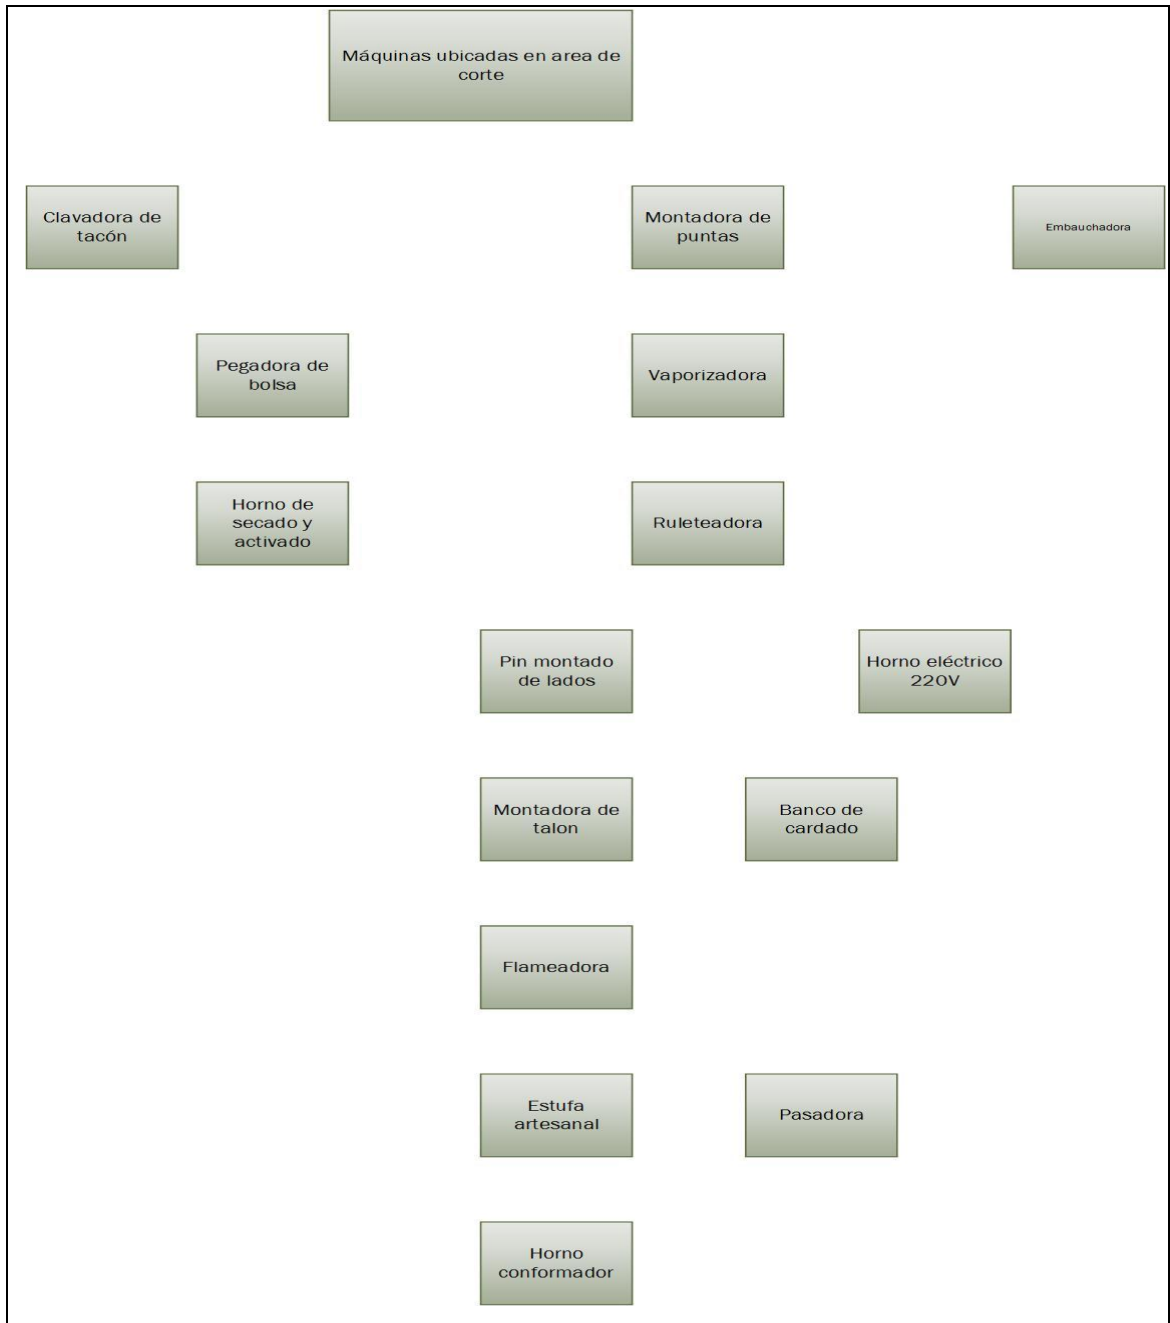 Máquinas ubicadas en area de
corte
Clavadora de
tacón
Montadora de
puntas
Embauchadora
Pegadora de
bolsa
Vaporizadora
Horno de
secado y
activado
Ruleteadora
Pin montado
de lados
Horno eléctrico
220V
Montadora de
talon
Banco de
cardado
Flameadora
Estufa
artesanal
Pasadora
Horno
conformador